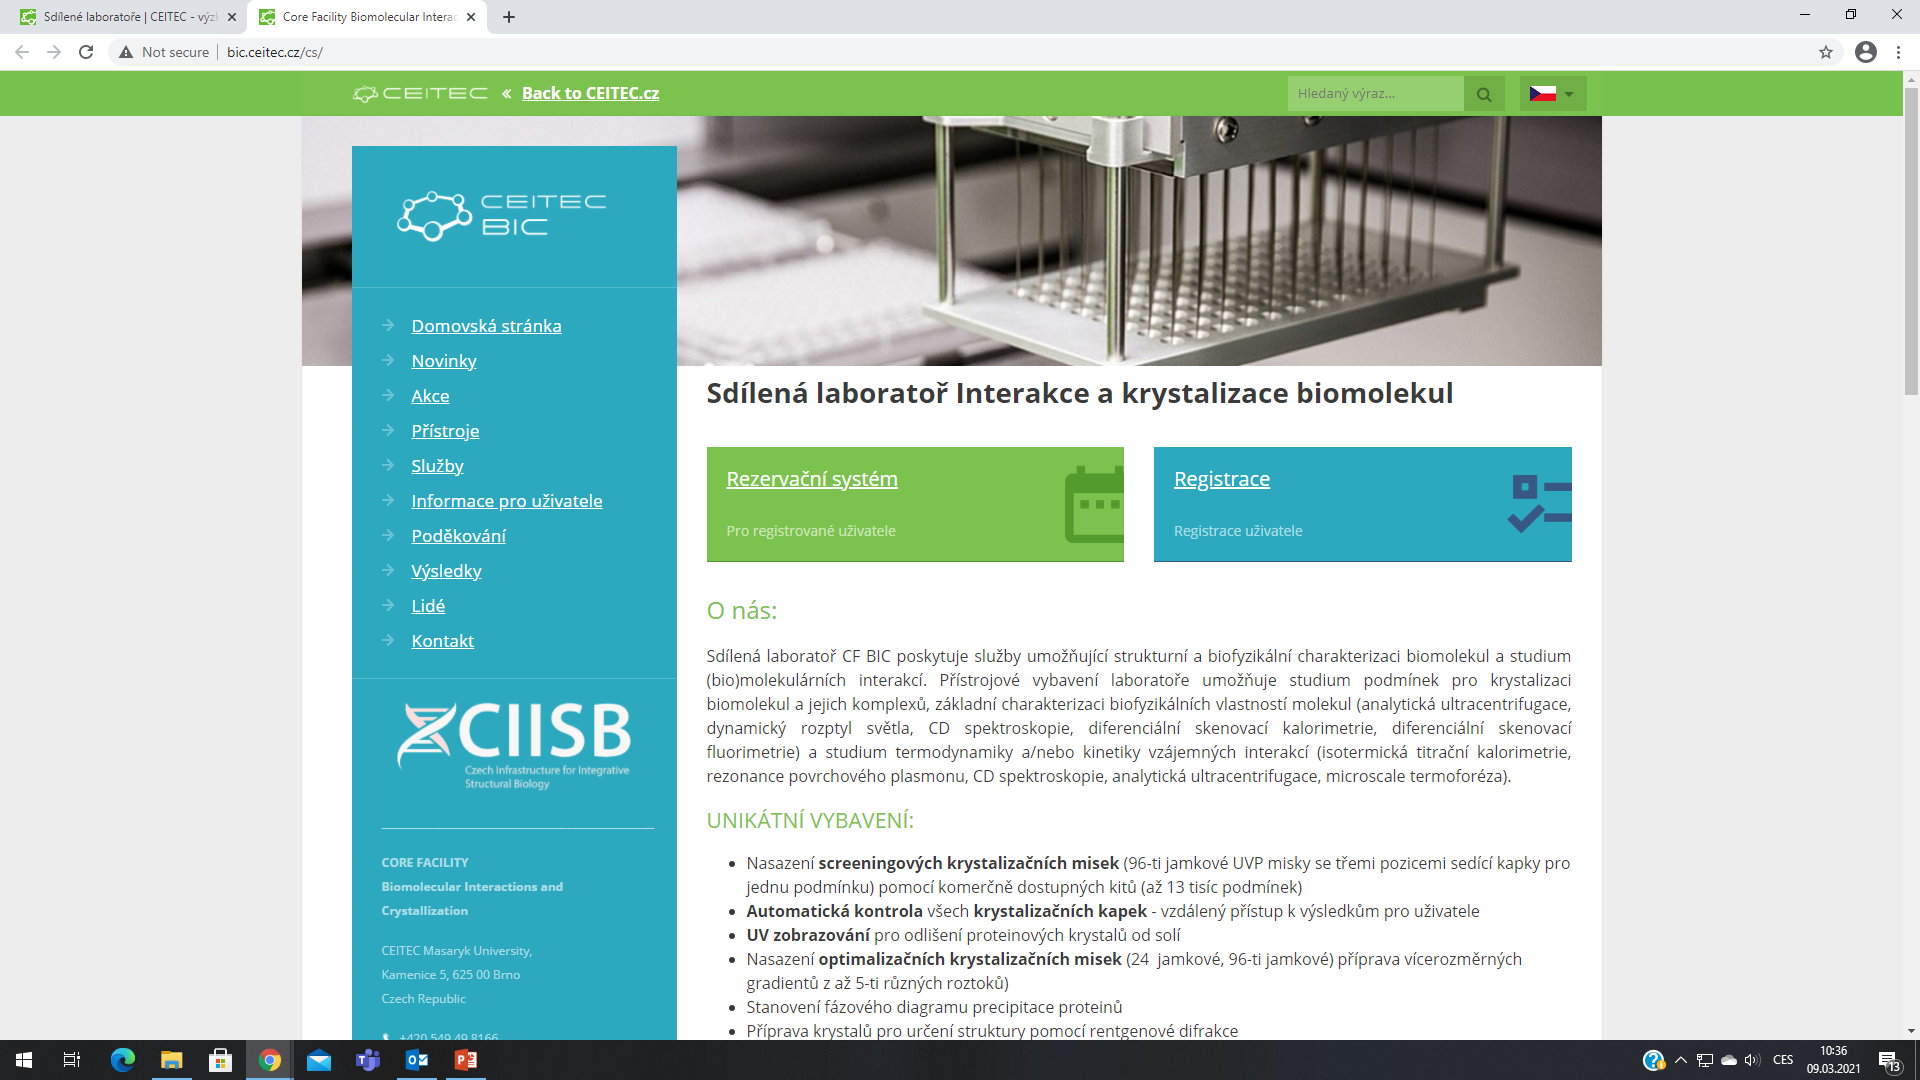 Sdílené laboratoře | CEITEC - výzk
Core Facility Biomolecular Interac
Not secure
bic.ceitec.cz/cs/
CEITEC
« Back to CEITEC.cz
Hledaný výraz...
CEITEC
BIC
Domovská stránka
Novinky
Akce
Přístroje
Služby
Informace pro uživatele
Poděkování
Výsledky
Lidé
Kontakt
CIISB
Czech Infrastructure for Integrative
Structural Biology
CORE FACILITY
Biomolecular Interactions and
Crystallization
CEITEC Masaryk University,
Kamenice 5, 625 00 Brno
Czech Republic
+420 549 49 8166
Sdílená laboratoř Interakce a krystalizace biomolekul
Rezervační systém
Pro registrované uživatele
Registrace
Registrace uživatele
O nás:
Sdílená laboratoř CF BIC poskytuje služby umožňující strukturní a biofyzikální charakterizaci biomolekul a studium
(bio)molekulárních interakcí. Přístrojové vybavení laboratoře umožňuje studium podmínek pro krystalizaci
biomolekul a jejich komplexů, základní charakterizaci biofyzikálních vlastností molekul (analytická ultracentrifugace,
dynamický rozptyl světla, CD spektroskopie, diferenciální skenovací kalorimetrie, diferenciální skenovací
fluorimetrie) a studium termodynamiky a/nebo kinetiky vzájemných interakcí (isotermická titrační kalorimetrie,
rezonance povrchového plasmonu, CD spektroskopie, analytická ultracentrifugace, microscale termoforéza).
UNIKÁTNÍ VYBAVENÍ:
Nasazení screeningových krystalizačních misek (96-ti jamkové UVP misky se třemi pozicemi sedící kapky pro
jednu podmínku) pomocí komerčně dostupných kitů (až 13 tisíc podmínek)
Automatická kontrola všech krystalizačních kapek - vzdálený přístup k výsledkům pro uživatele
UV zobrazování pro odlišení proteinových krystalů od solí
Nasazení optimalizačních krystalizačních misek (24 jamkové, 96-ti jamkové) příprava vícerozměrných
gradientů z až 5-ti různých roztoků)
Stanovení fázového diagramu precipitace proteinů
Příprava krystalů pro určení struktury pomocí rentgenové difrakce
CES
10:36
09.03.2021
13